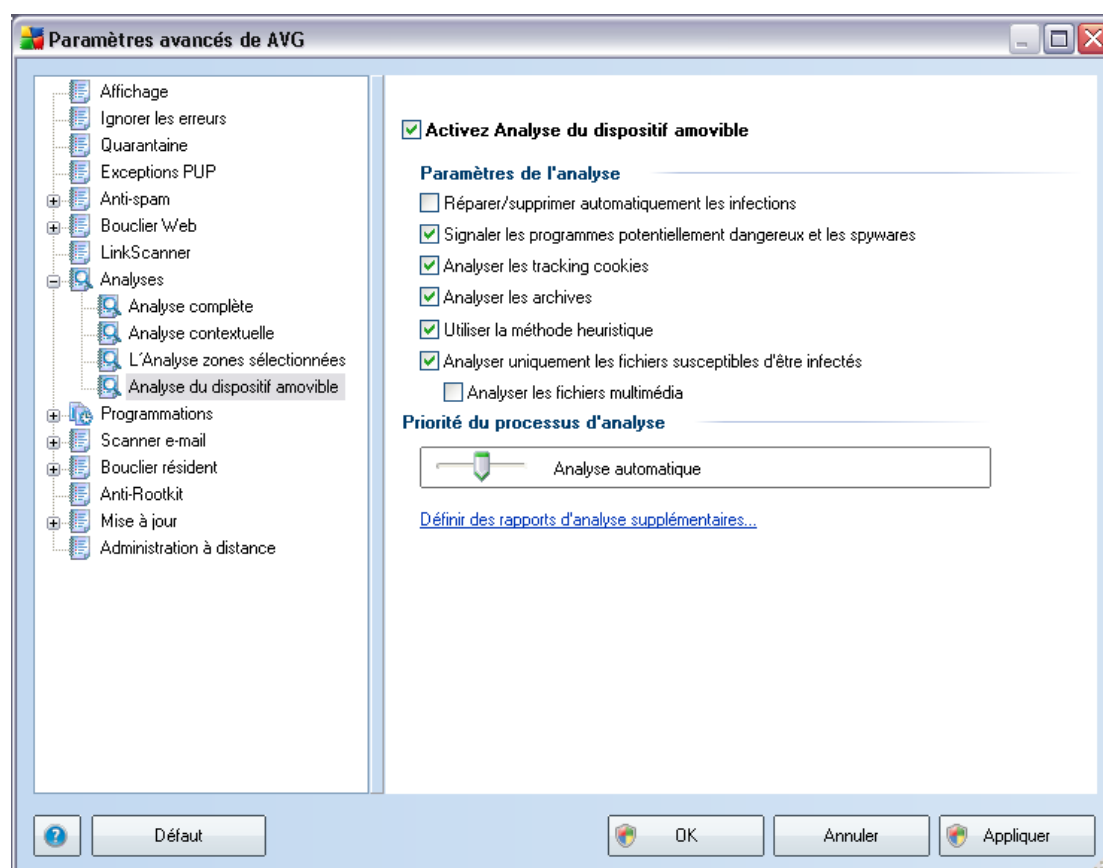 Paramètres avancés de AVG
Affichage
Ignorer les erreurs
Quarantaine
Exceptions PUP
Anti-spam
Bouclier Web
LinkScanner
Analyses
Analyse complète
Analyse contextuelle
L´Analyse zones sélectionnées
Analyse du dispositif amovible
Programmations
Scanner e-mail
Bouclier résident
Anti-Rootkit
Mise à jour
Administration à distance
Activez Analyse du dispositif amovible
Paramètres de l'analyse
Réparer/supprimer automatiquement les infections
Signaler les programmes potentiellement dangereux et les spywares
Analyser les tracking cookies
Analyser les archives
Utiliser la méthode heuristique
Analyser uniquement les fichiers susceptibles d'être infectés
Analyser les fichiers multimédia
Priorité du processus d'analyse
Analyse automatique
Définir des rapports d'analyse supplémentaires...
Défaut
OK
Annuler
Appliquer